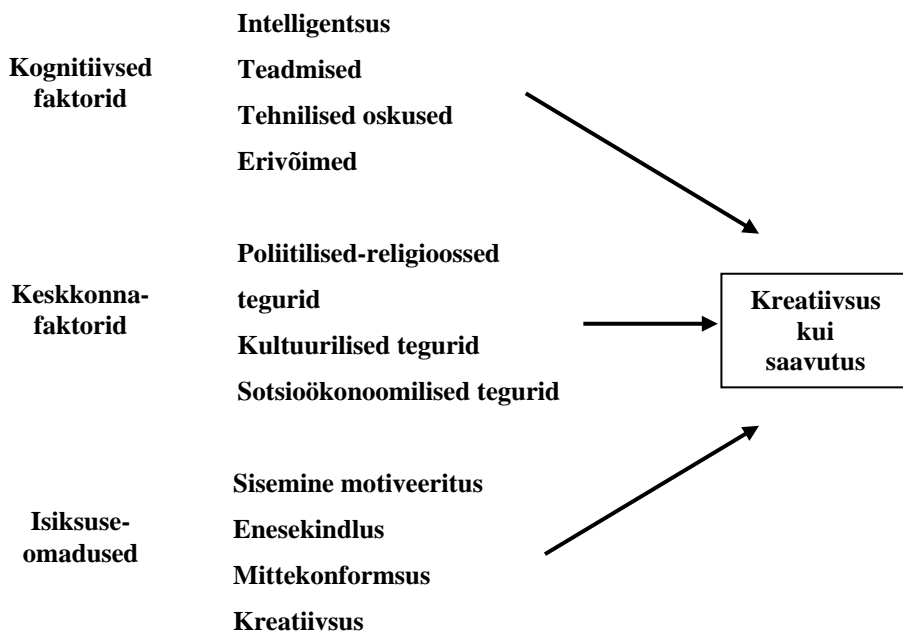 Kognitiivsed
faktorid
Intelligentsus
Teadmised
Tehnilised oskused
Erivõimed
Keskkonna-
faktorid
Poliitilised-religioossed
tegurid
Kultuurilised tegurid
Sotsioökonoomilised tegurid
Isiksuse-
omadused
Sisemine motiveeritus
Enesekindlus
Mittekonformsus
Kreatiivsus
Kreatiivsus
kui
saavutus